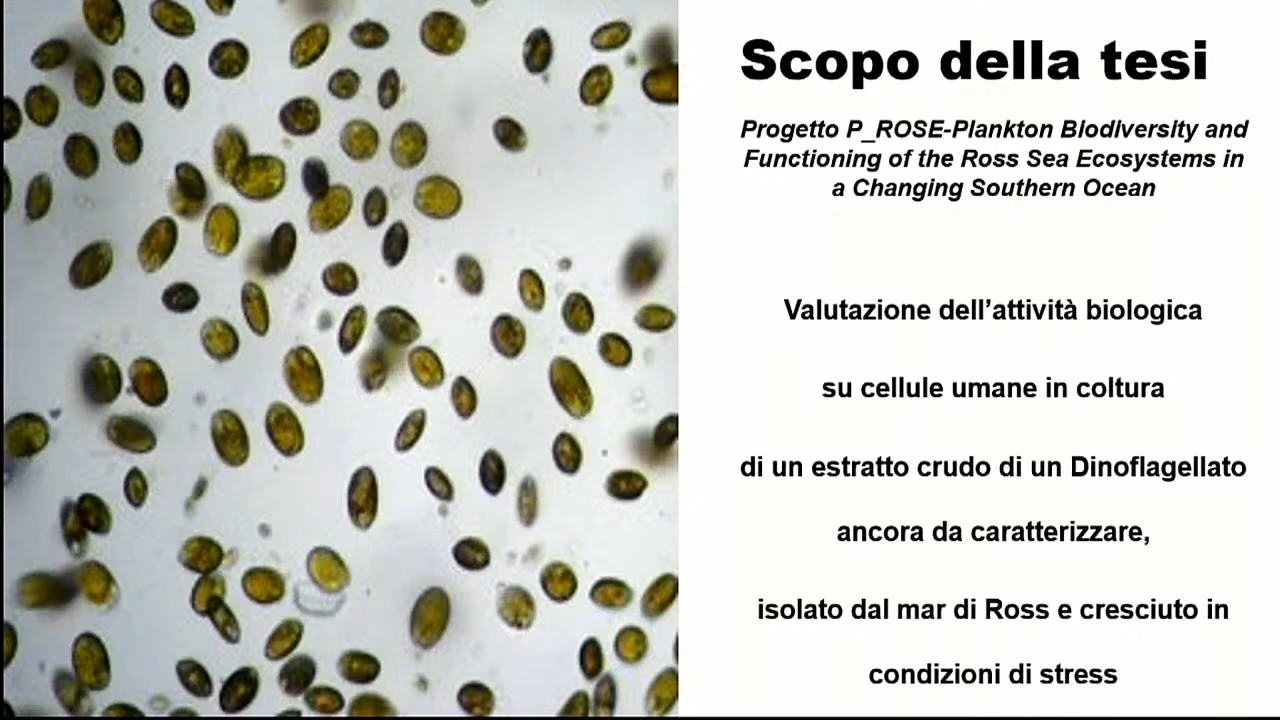 Scopo della tesi
Progetto P_ROSE-Plankton Biodiversity and
Functioning of the Ross Sea Ecosystems in
a Changing Southern Ocean
Valutazione dell’attività biologica
su cellule umane in coltura
di un estratto crudo di un Dinoflagellato
ancora da caratterizzare,
isolato dal mar di Ross e cresciuto in
condizioni di stress